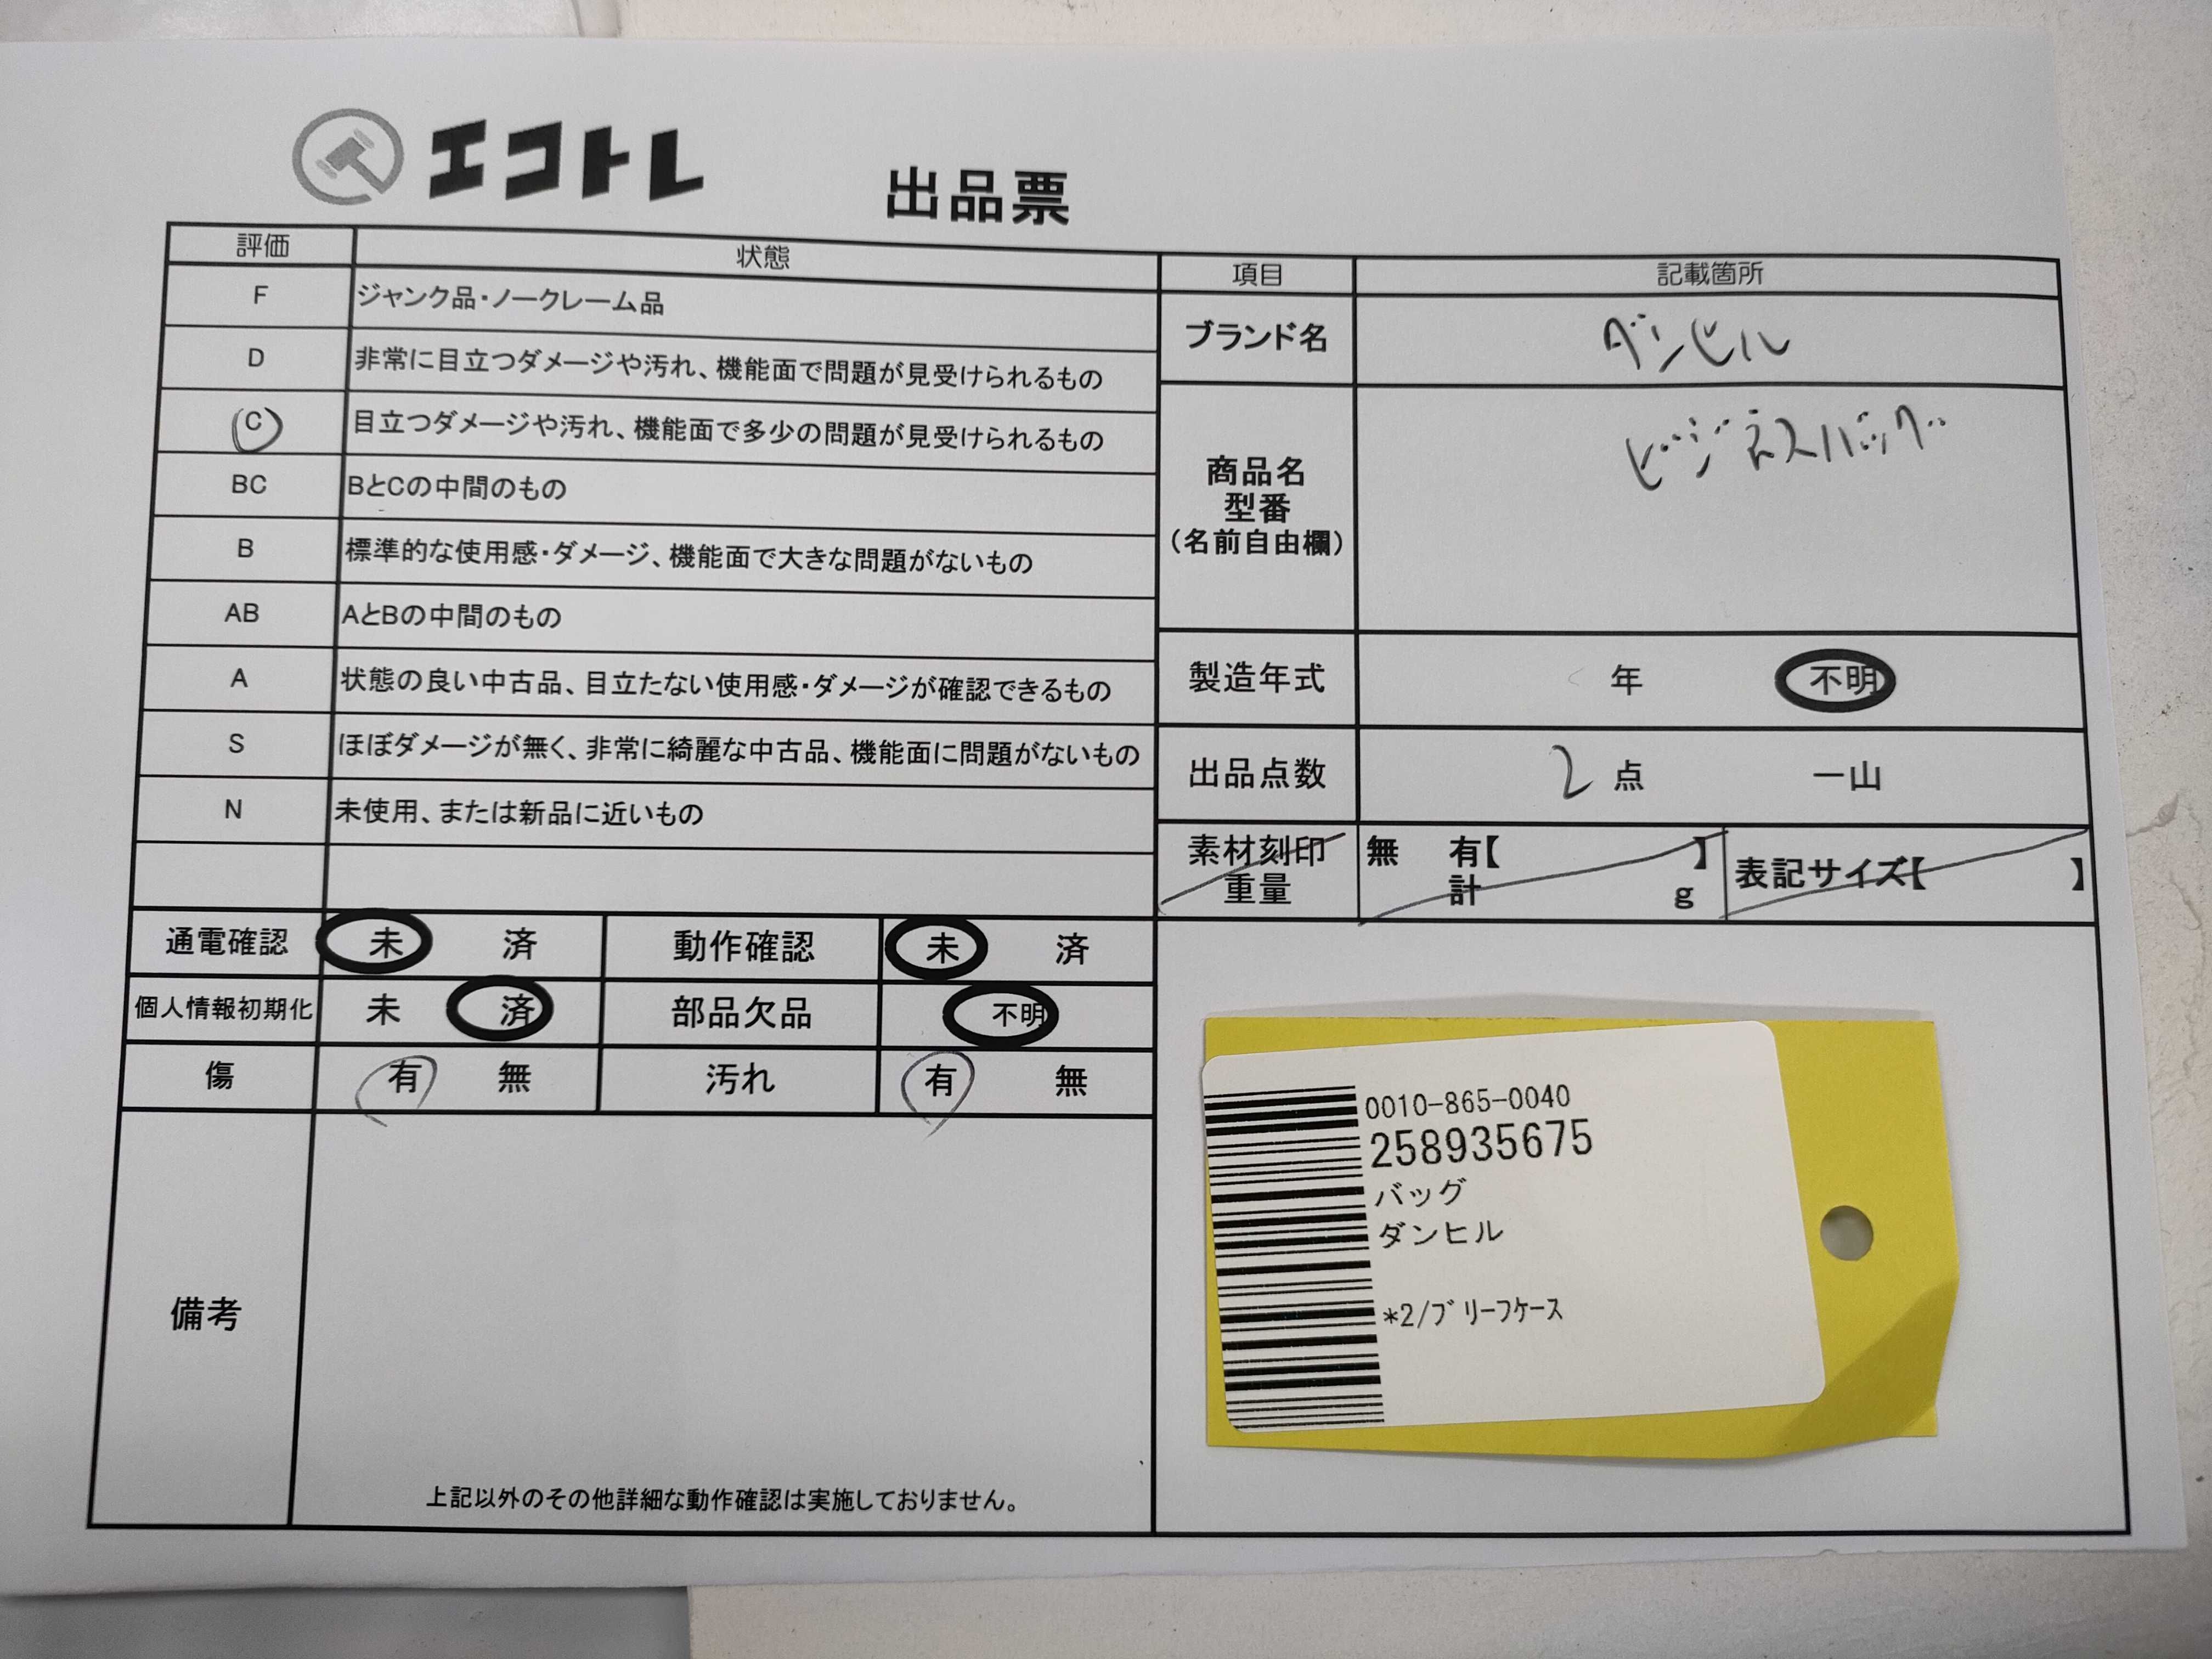 エコトレ
出品票
評価 状態
F ジャンク品・ノークレーム品
D 非常に目立つダメージや汚れ、機能面で問題が見受けられるもの
C 目立つダメージや汚れ、機能面で多少の問題が見受けられるもの
BC BとCの中間のもの
B 標準的な使用感・ダメージ、機能面で大きな問題がないもの
AB AとBの中間のもの
A 状態の良い中古品、目立たない使用感・ダメージが確認できるもの
S ほぼダメージが無く、非常に綺麗な中古品、機能面に問題がないもの
N 未使用、または新品に近いもの
通電確認 未 済 動作確認 未 済
個人情報初期化 未 済 部品欠品 不明
傷 有 無 汚れ 有 無
備考
上記以外のその他詳細な動作確認は実施しておりません。
項目 記載箇所
ブランド名 ダンヒル
商品名
型番
(名前自由欄)
ビジネスバッグ
製造年式 年 不明
出品点数 2 点 一山
素材刻印 無 有【 】 表記サイズ【 】
重量 計 g
0010-865-0040
258935675
バッグ
ダンヒル
*2/ブリーフケース